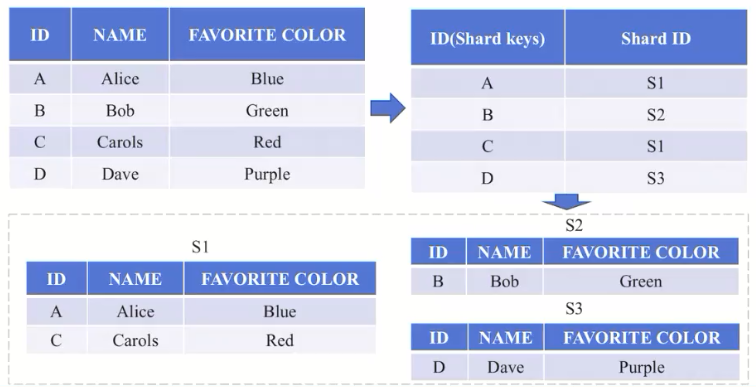 ID NAME FAVORITE COLOR
A Alice Blue
B Bob Green
C Carols Red
D Dave Purple
ID(Shard keys) Shard ID
A S1
B S2
C S1
D S3
S1
ID NAME FAVORITE COLOR
A Alice Blue
C Carols Red
S2
ID NAME FAVORITE COLOR
B Bob Green
S3
ID NAME FAVORITE COLOR
D Dave Purple